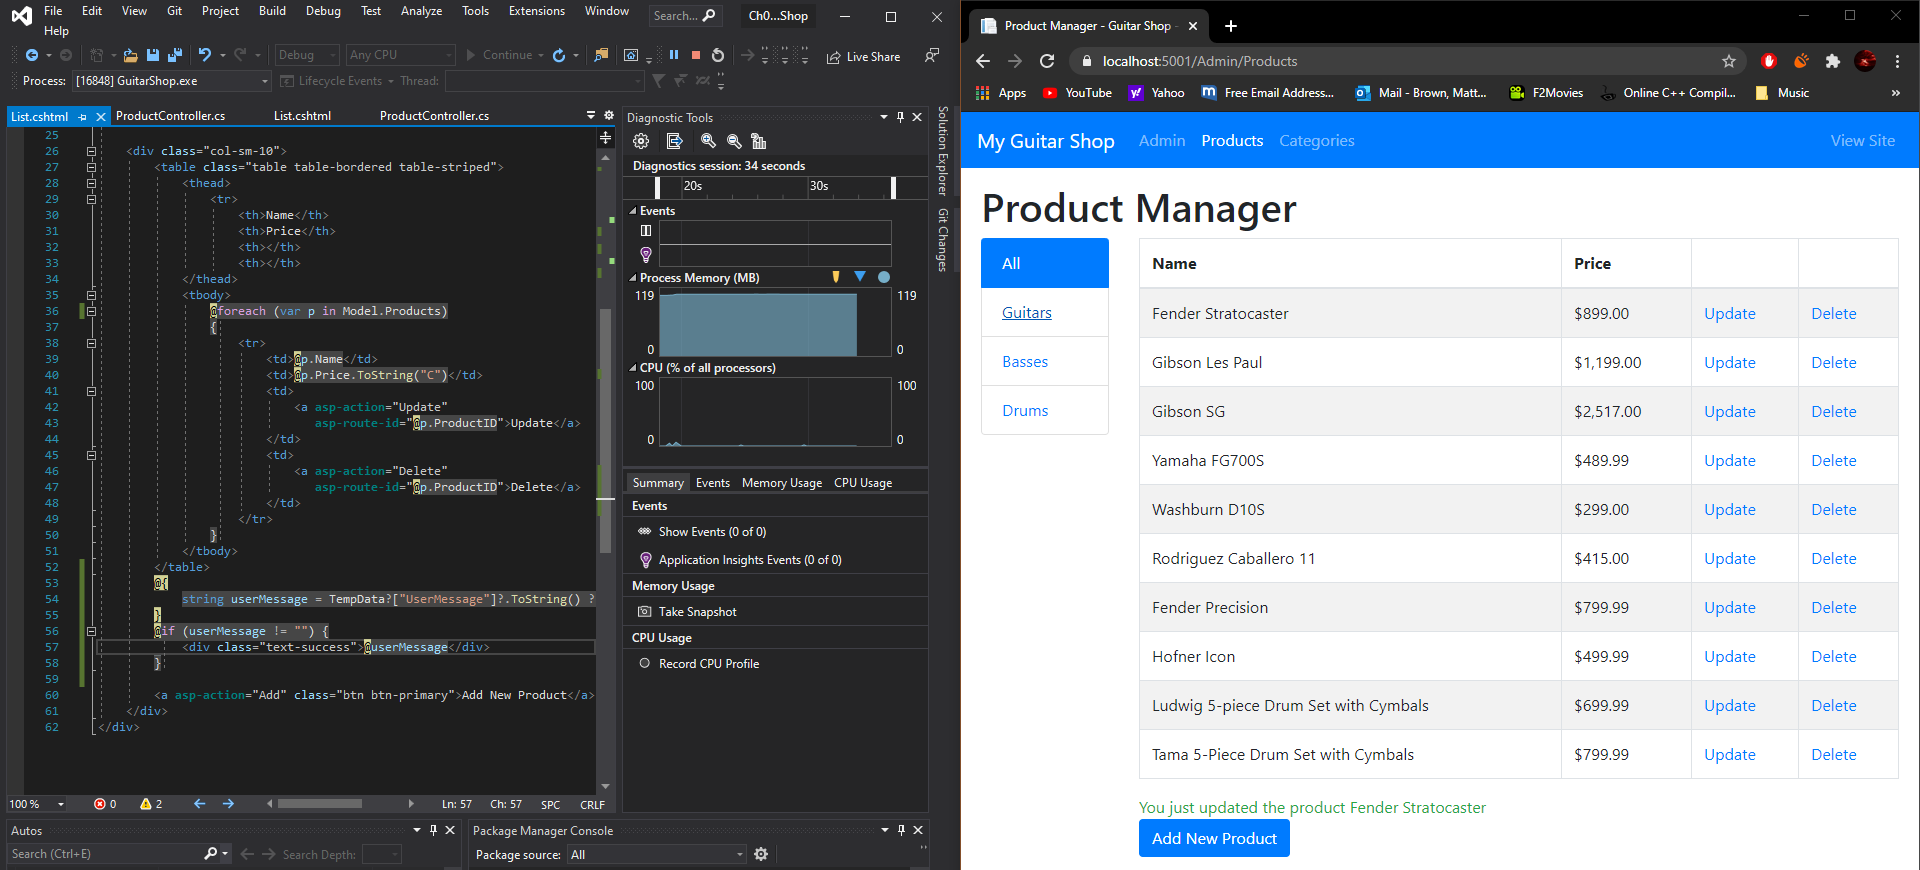 File Edit View Git Project Build Debug Test Analyze Tools Extensions Window Search... Ch0...Shop
Help
Debug Any CPU Continue Live Share
Process: [16848] GuitarShop.exe Lifecycle Events Thread:
List.cshtml ProductController.cs List.cshtml ProductController.cs
25
26 <div class="col-sm-10">
27 <table class="table table-bordered table-striped">
28 <thead>
29 <tr>
30 <th>Name</th>
31 <th>Price</th>
32 <th></th>
33 <th></th>
34 </thead>
35 <tbody>
36 @foreach (var p in Model.Products)
37 {
38 <tr>
39 <td>@p.Name</td>
40 <td>@p.Price.ToString("C")</td>
41 <td>
42 <a asp-action="Update"
43 asp-route-id="@p.ProductID">Update</a>
44 </td>
45 <td>
46 <a asp-action="Delete"
47 asp-route-id="@p.ProductID">Delete</a>
48 </td>
49 </tr>
50 }
51 </tbody>
52 </table>
53 @{
54 string userMessage = TempData?["UserMessage"]?.ToString() ?
55 }
56 @if (userMessage != "") {
57 <div class="text-success">@userMessage</div>
58 }
59
60 <a asp-action="Add" class="btn btn-primary">Add New Product</a>
61 </div>
62 </div>
100 % 0 2 Ln: 57 Ch: 57 SPC CRLF
Autos
Search (Ctrl+E) Search Depth:
Package Manager Console
Package source: All
Diagnostic Tools
Diagnostics session: 34 seconds
20s 30s
Events
Process Memory (MB)
119 119
0 0
CPU (% of all processors)
100 100
0 0
Summary Events Memory Usage CPU Usage
Events
Show Events (0 of 0)
Application Insights Events (0 of 0)
Memory Usage
Take Snapshot
CPU Usage
Record CPU Profile
Solution Explorer
Git Changes
Product Manager - Guitar Shop -
localhost:5001/Admin/Products
Apps YouTube Yahoo Free Email Address... Mail - Brown, Matt... F2Movies Online C++ Compil... Music »
My Guitar Shop Admin Products Categories View Site
Product Manager
All
Guitars
Basses
Drums
Name Price
Fender Stratocaster $899.00 Update Delete
Gibson Les Paul $1,199.00 Update Delete
Gibson SG $2,517.00 Update Delete
Yamaha FG700S $489.99 Update Delete
Washburn D10S $299.00 Update Delete
Rodriguez Caballero 11 $415.00 Update Delete
Fender Precision $799.99 Update Delete
Hofner Icon $499.99 Update Delete
Ludwig 5-piece Drum Set with Cymbals $699.99 Update Delete
Tama 5-Piece Drum Set with Cymbals $799.99 Update Delete
You just updated the product Fender Stratocaster
Add New Product